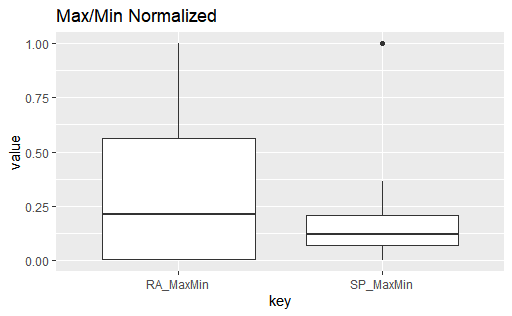 Max/Min Normalized
value
1.00
0.75
0.50
0.25
0.00
RA_MaxMin
SP_MaxMin
key